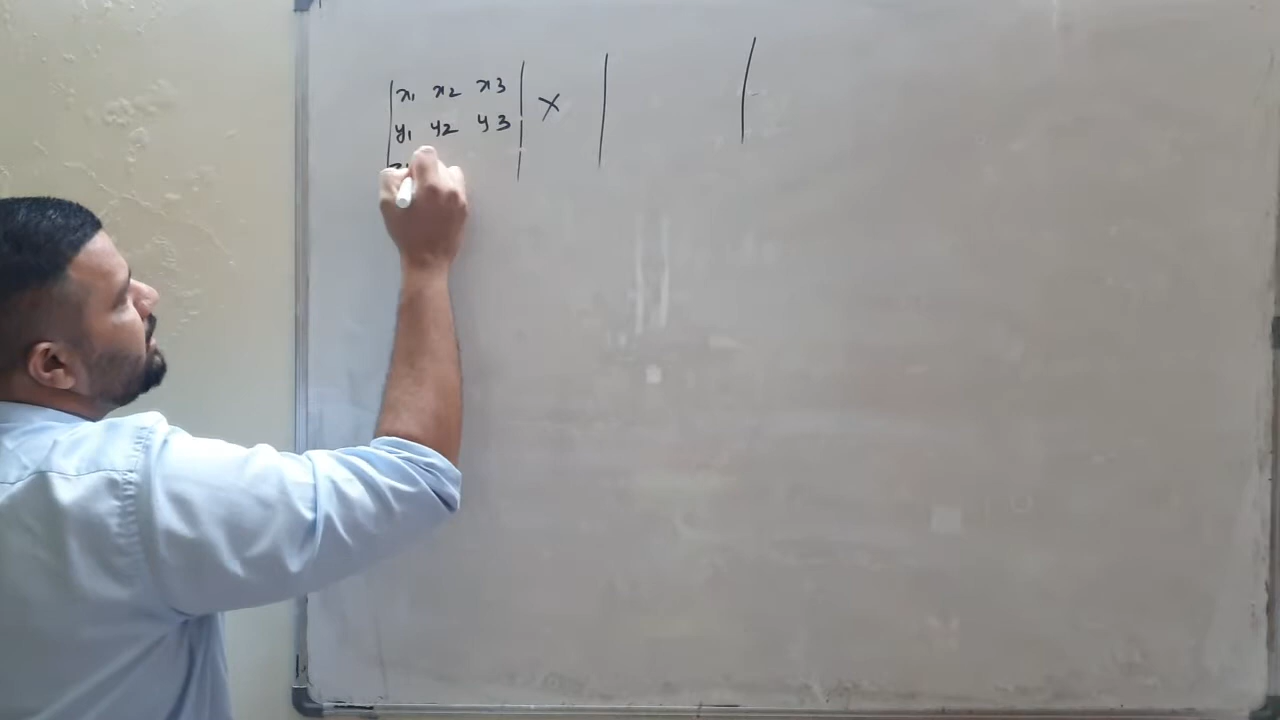 | x₁ x₂ x₃ | × | |
| y₁ y₂ y₃ |